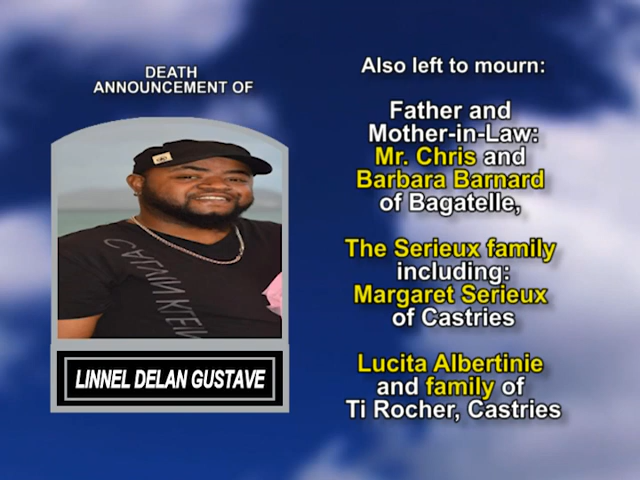 DEATH
ANNOUNCEMENT OF
CALVIN KLEIN
LINNEL DELAN GUSTAVE
Also left to mourn:
Father and
Mother-in-Law:
Mr. Chris and
Barbara Barnard
of Bagatelle,
The Serieux family
including:
Margaret Serieux
of Castries
Lucita Albertinie
and family of
Ti Rocher, Castries